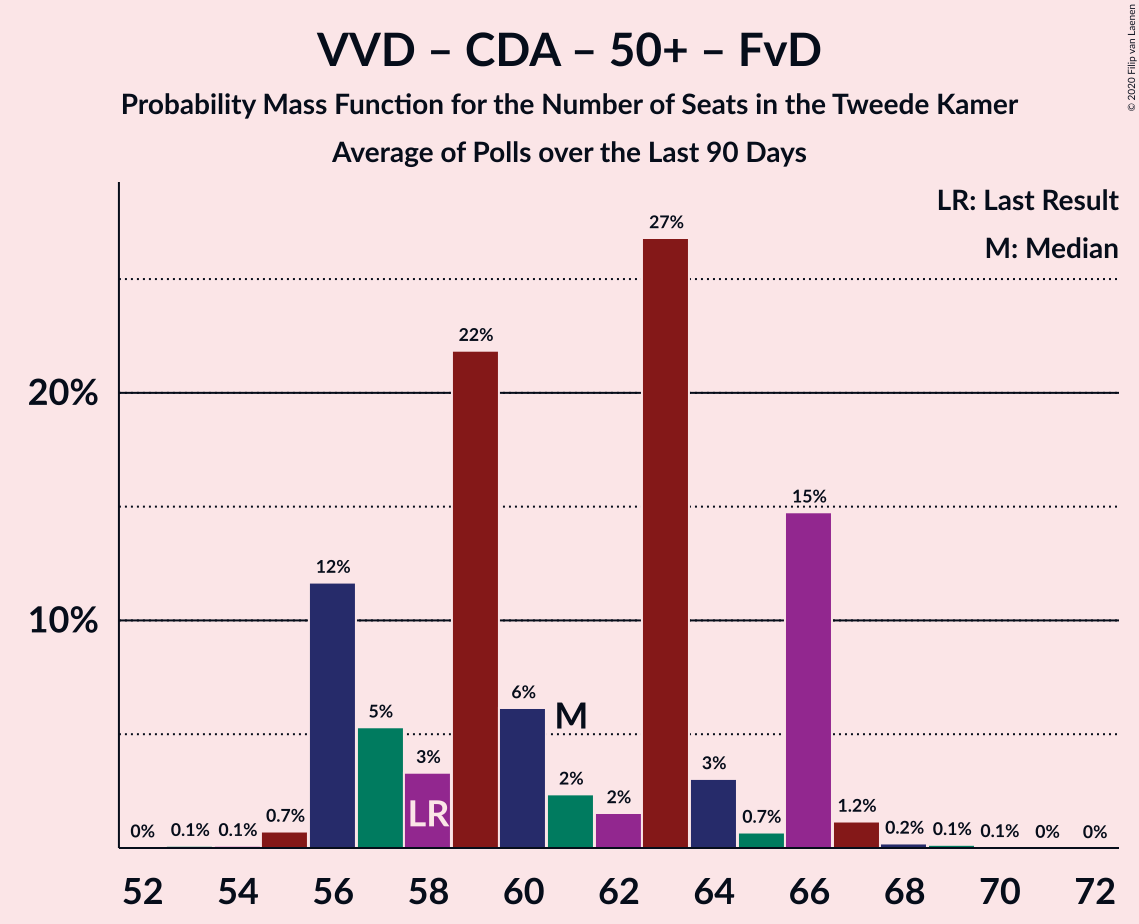 VVD – CDA – 50+ – FvD
Probability Mass Function for the Number of Seats in the Tweede Kamer
Average of Polls over the Last 90 Days
© 2020 Filip van Laenen
LR: Last Result
M: Median
27%
22%
20%
15%
12%
10%
6%
M
5%
3%
3%
2%
2%
LR
0%
0.1%
0.1%
0.7%
0.7%
1.2%
0.2%
0.1%
0.1%
0%
0%
52 54 56 58 60 62 64 66 68 70 72